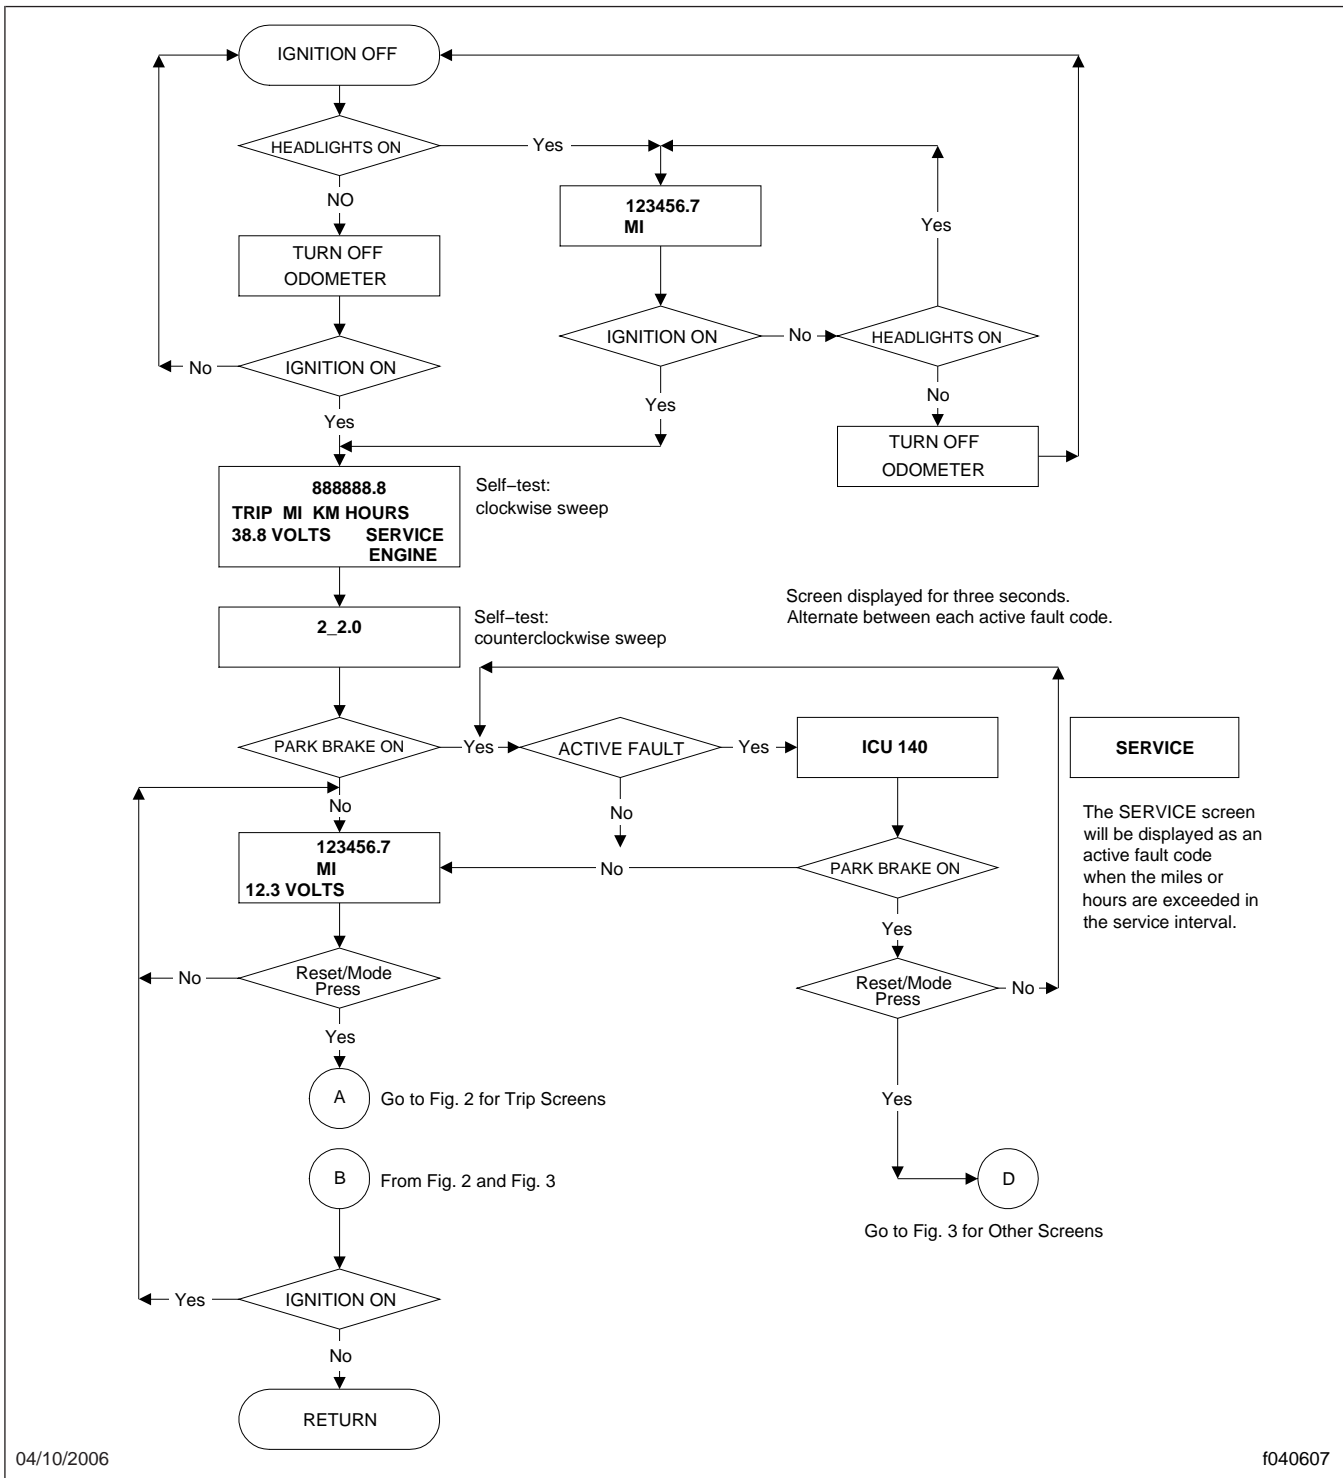 IGNITION OFF
HEADLIGHTS ON
Yes
NO
123456.7
MI
Yes
TURN OFF
ODOMETER
IGNITION ON
No
HEADLIGHTS ON
No
IGNITION ON
Yes
No
Yes
TURN OFF
ODOMETER
888888.8
TRIP MI KM HOURS
38.8 VOLTS SERVICE
ENGINE
Self−test:
clockwise sweep
2_2.0
Self−test:
counterclockwise sweep
Screen displayed for three seconds.
Alternate between each active fault code.
PARK BRAKE ON
Yes
ACTIVE FAULT
Yes
ICU 140
SERVICE
No
No
The SERVICE screen
will be displayed as an
active fault code
when the miles or
hours are exceeded in
the service interval.
123456.7
MI
12.3 VOLTS
No
PARK BRAKE ON
Yes
No
Reset/Mode
Press
Reset/Mode
Press
No
Yes
A
Go to Fig. 2 for Trip Screens
Yes
B
From Fig. 2 and Fig. 3
D
Go to Fig. 3 for Other Screens
Yes
IGNITION ON
No
RETURN
04/10/2006
f040607